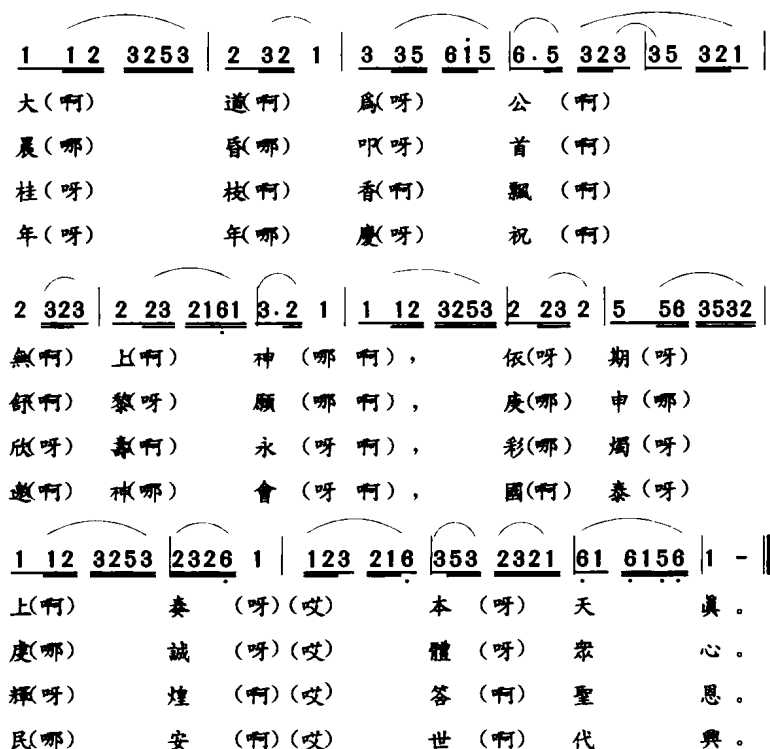 1 12 3253 | 2 32 1 | 3 35 6i5 | 6·5 323 | 35 321 |
大(啊) 道(啊) 爲(呀) 公 (啊)
晨(哪) 昏(哪) 叩(呀) 首 (啊)
桂(呀) 枝(啊) 香(啊) 飄 (啊)
年(呀) 年(哪) 慶(呀) 祝 (啊)
2 323 | 2 23 2161 | 3·2 1 | 1 12 3253 | 2 23 2 | 5 56 3532 |
無(啊) 上(啊) 神 (哪 啊), 依(呀) 期(呀)
舒(啊) 黎(呀) 願 (哪 啊), 庚(哪) 申(哪)
欣(呀) 壽(啊) 永 (呀 啊), 彩(哪) 燭(呀)
邀(啊) 神(哪) 會 (呀 啊), 國(啊) 泰(呀)
1 12 3253 | 2326 1 | 123 216 | 353 2321 | 61 6156 | 1 - ‖
上(啊) 奏 (呀)(哎) 本 (呀) 天 眞。
虔(哪) 誠 (呀)(哎) 體 (呀) 衆 心。
輝(呀) 煌 (啊)(哎) 答 (啊) 聖 恩。
民(哪) 安 (啊)(哎) 世 (啊) 代 興。